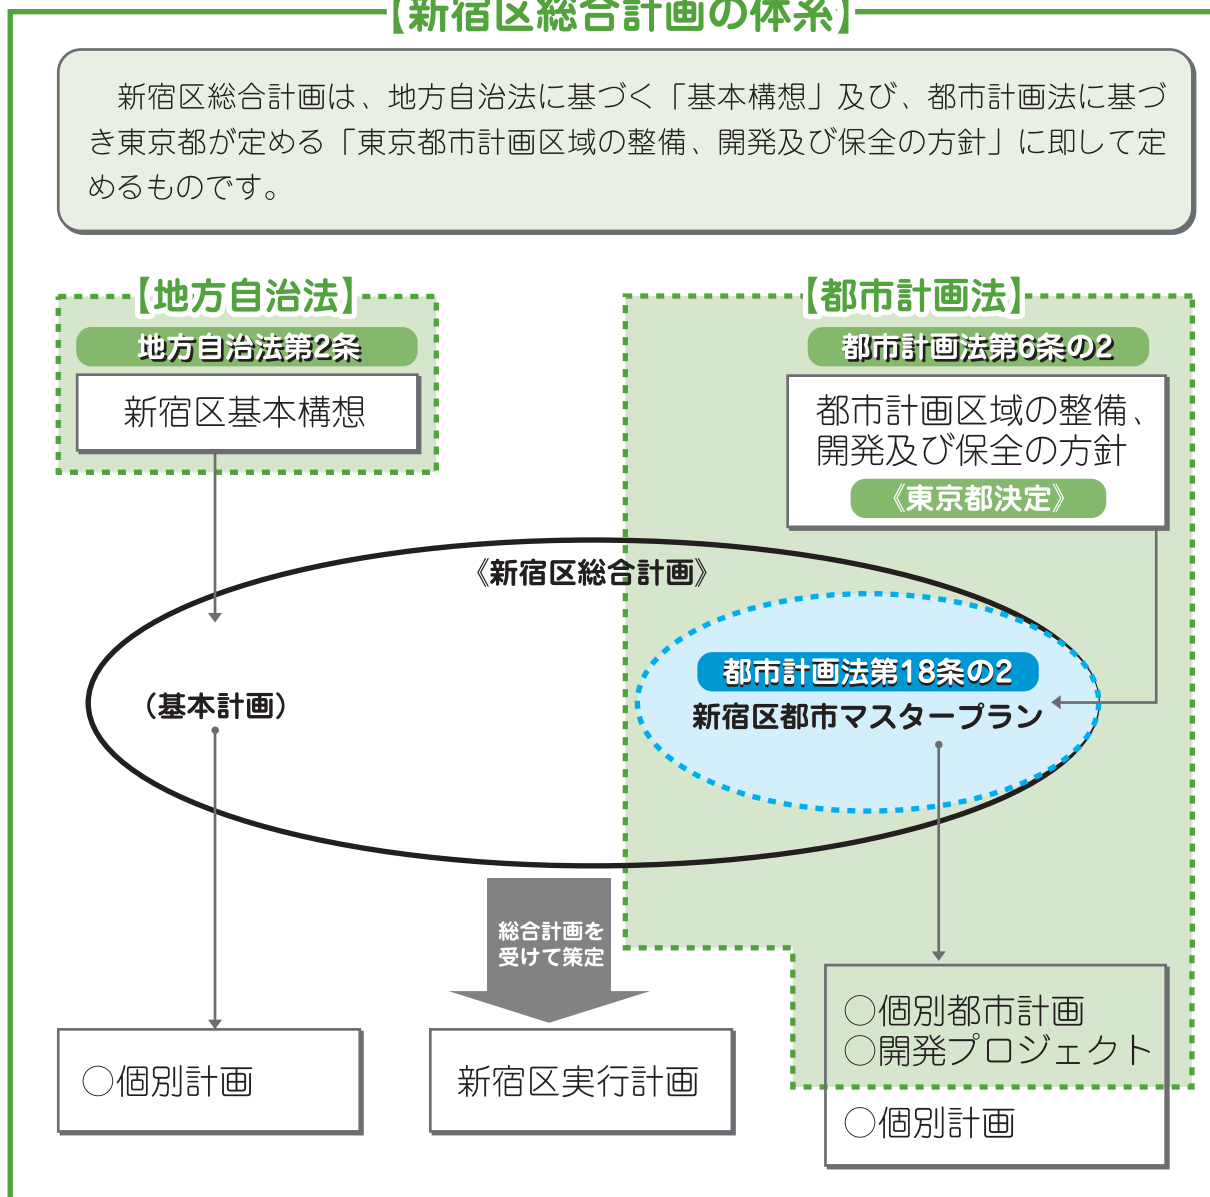 【新宿区総合計画の体系】
新宿区総合計画は、地方自治法に基づく「基本構想」及び、都市計画法に基づ
き東京都が定める「東京都市計画区域の整備、開発及び保全の方針」に即して定
めるものです。
【地方自治法】
地方自治法第2条
新宿区基本構想
【都市計画法】
都市計画法第6条の2
都市計画区域の整備、
開発及び保全の方針
《東京都決定》
《新宿区総合計画》
（基本計画）
都市計画法第18条の2
新宿区都市マスタープラン
総合計画を
受けて策定
○個別計画
新宿区実行計画
○個別都市計画
○開発プロジェクト
○個別計画